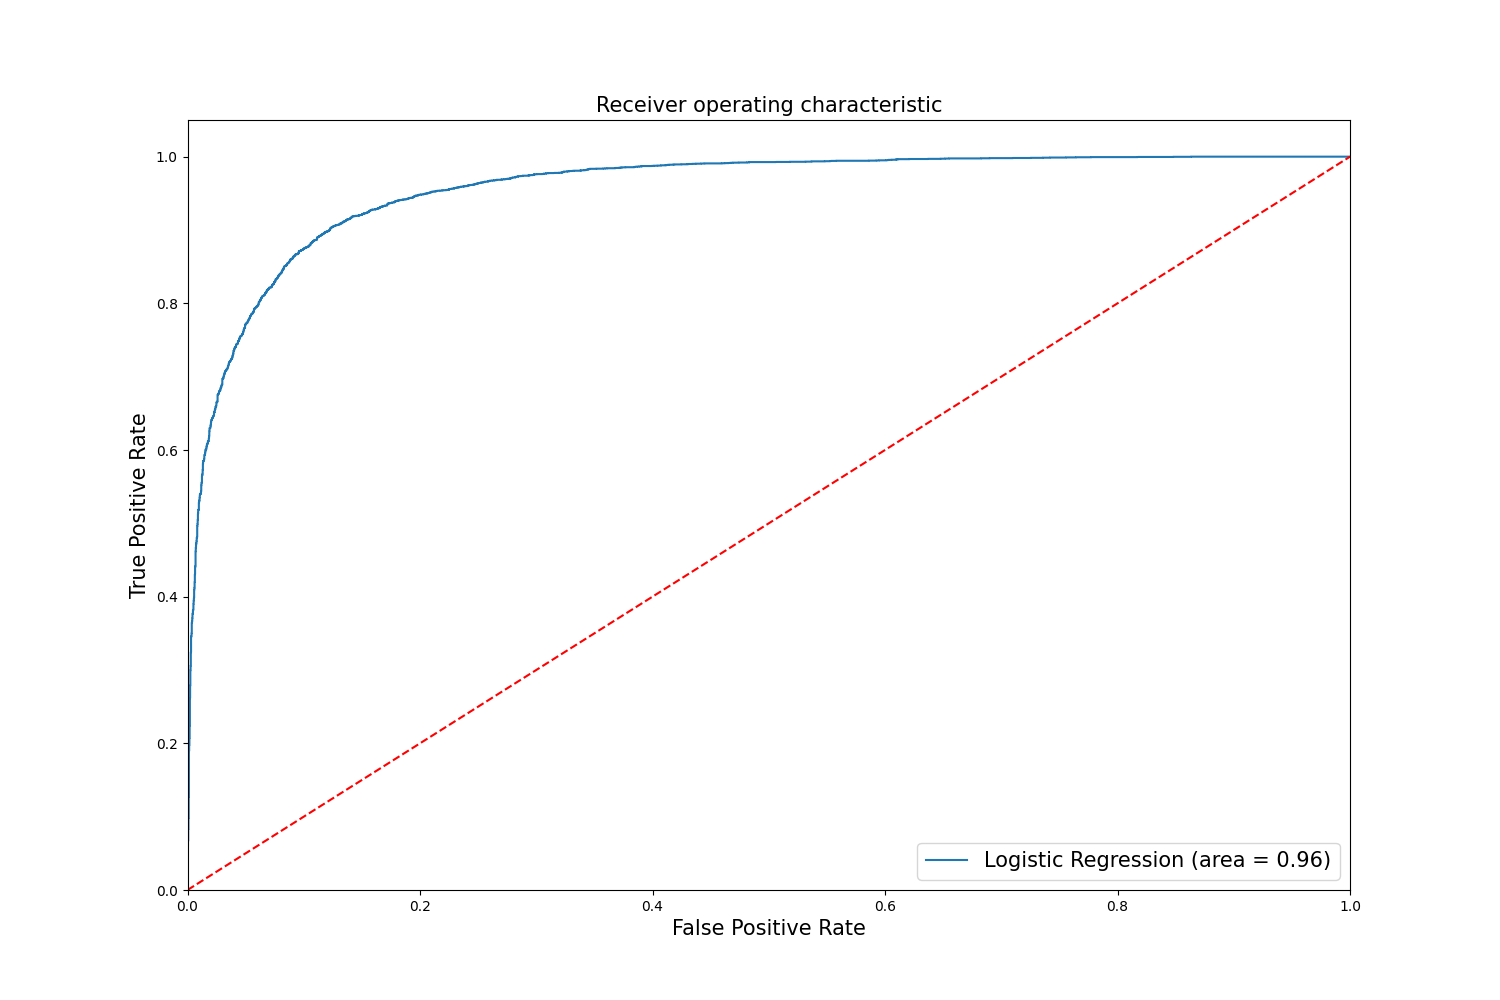 Receiver operating characteristic
1.0
0.8
0.6
0.4
0.2
0.0
True Positive Rate
Logistic Regression (area = 0.96)
0.0 0.2 0.4 0.6 0.8 1.0
False Positive Rate